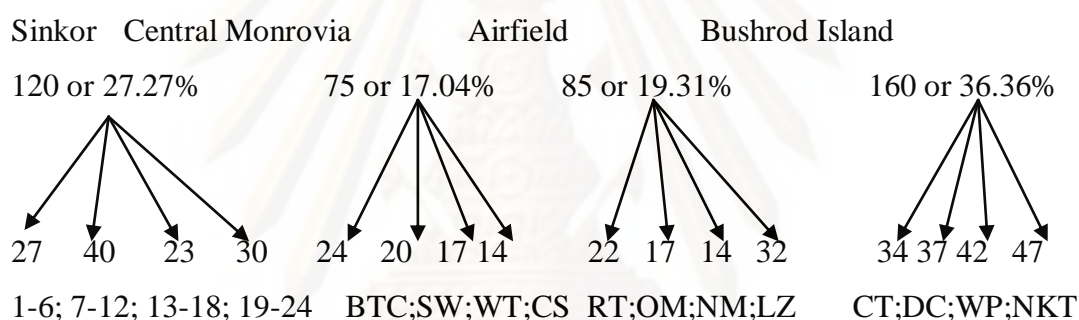 Sinkor Central Monrovia Airfield Bushrod Island
120 or 27.27% 75 or 17.04% 85 or 19.31% 160 or 36.36%
27 40 23 30 24 20 17 14 22 17 14 32 34 37 42 47
1-6; 7-12; 13-18; 19-24 BTC;SW;WT;CS RT;OM;NM;LZ CT;DC;WP;NKT